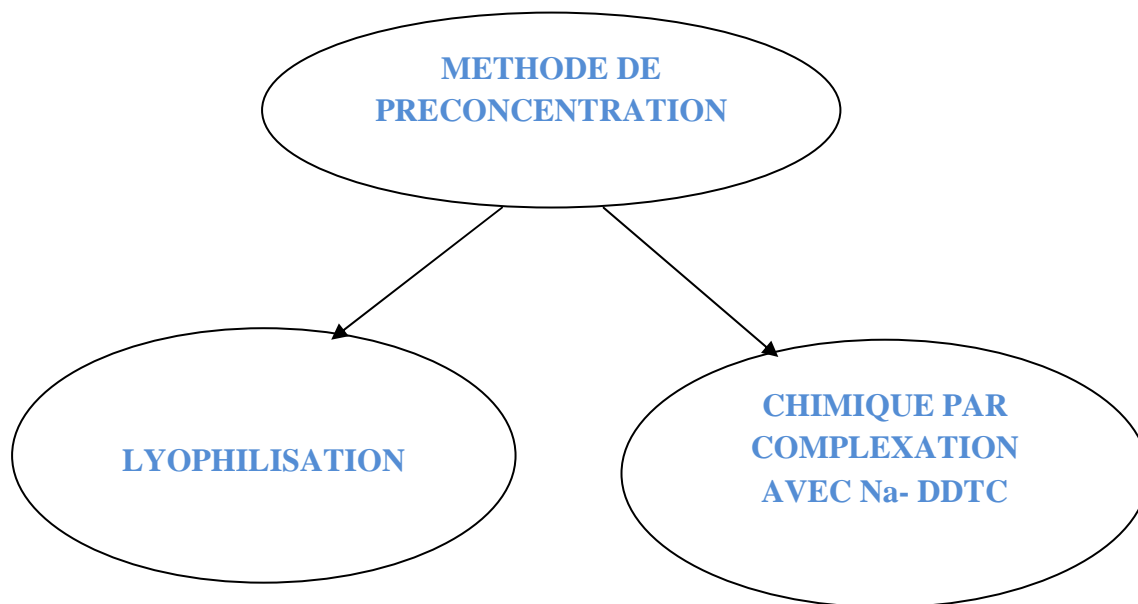 METHODE DE
PRECONCENTRATION
LYOPHILISATION
CHIMIQUE PAR
COMPLEXATION
AVEC Na- DDTC